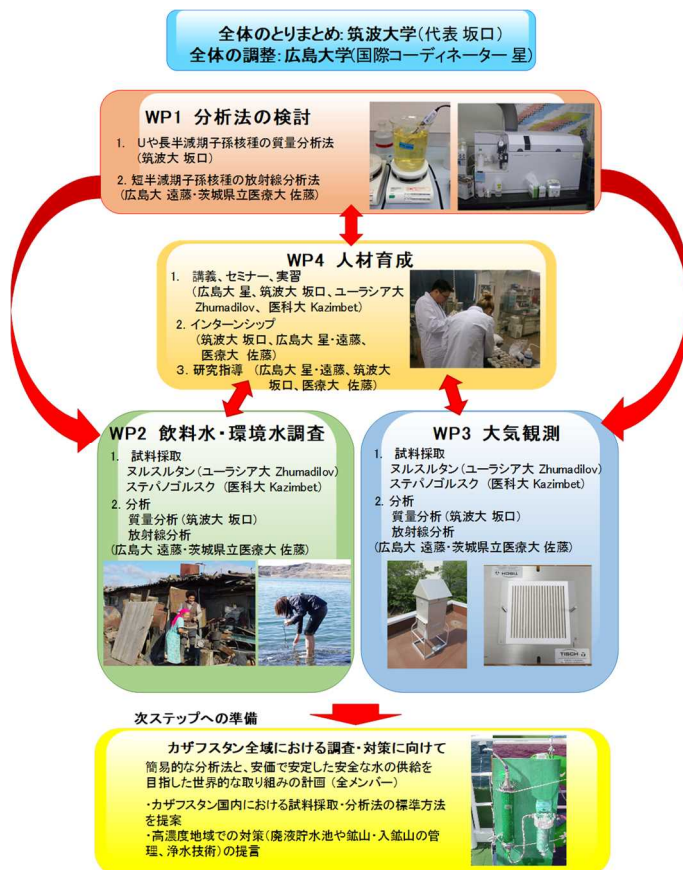 全体のとりまとめ: 筑波大学(代表 坂口)
全体の調整: 広島大学(国際コーディネーター 星)
WP1 分析法の検討
1. Uや長半減期子孫核種の質量分析法
(筑波大 坂口)
2. 短半減期子孫核種の放射線分析法
(広島大 遠藤・茨城県立医療大 佐藤)
WP4 人材育成
1. 講義、セミナー、実習
(広島大 星、筑波大 坂口、ユーラシア大
Zhumadilov、 医科大 Kazimbet)
2. インターンシップ
(筑波大 坂口、広島大 星・遠藤、
医療大 佐藤)
3. 研究指導 (広島大 星・遠藤、筑波大
坂口、医療大 佐藤)
WP2 飲料水・環境水調査
1. 試料採取
ヌルスルタン(ユーラシア大 Zhumadilov)
ステパノゴルスク (医科大 Kazimbet)
2. 分析
質量分析(筑波大 坂口)
放射線分析
(広島大 遠藤・茨城県立医療大 佐藤)
WP3 大気観測
1. 試料採取
ヌルスルタン(ユーラシア大 Zhumadilov)
ステパノゴルスク (医科大 Kazimbet)
2. 分析
質量分析(筑波大 坂口)
放射線分析
(広島大 遠藤・茨城県立医療大 佐藤)
TISCH
次ステップへの準備
カザフスタン全域における調査・対策に向けて
簡易的な分析法と、安価で安定した安全な水の供給を
目指した世界的な取り組みの計画 (全メンバー)
・カザフスタン国内における試料採取・分析法の標準方法
を提案
・高濃度地域での対策(廃液貯水池や鉱山・入鉱山の管
理、浄水技術)の提言